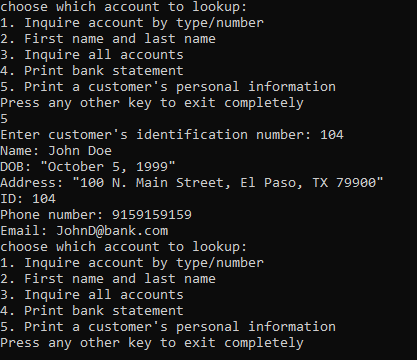 choose which account to lookup:
1. Inquire account by type/number
2. First name and last name
3. Inquire all accounts
4. Print bank statement
5. Print a customer's personal information
Press any other key to exit completely
5
Enter customer's identification number: 104
Name: John Doe
DOB: "October 5, 1999"
Address: "100 N. Main Street, El Paso, TX 79900"
ID: 104
Phone number: 9159159159
Email: JohnD@bank.com
choose which account to lookup:
1. Inquire account by type/number
2. First name and last name
3. Inquire all accounts
4. Print bank statement
5. Print a customer's personal information
Press any other key to exit completely